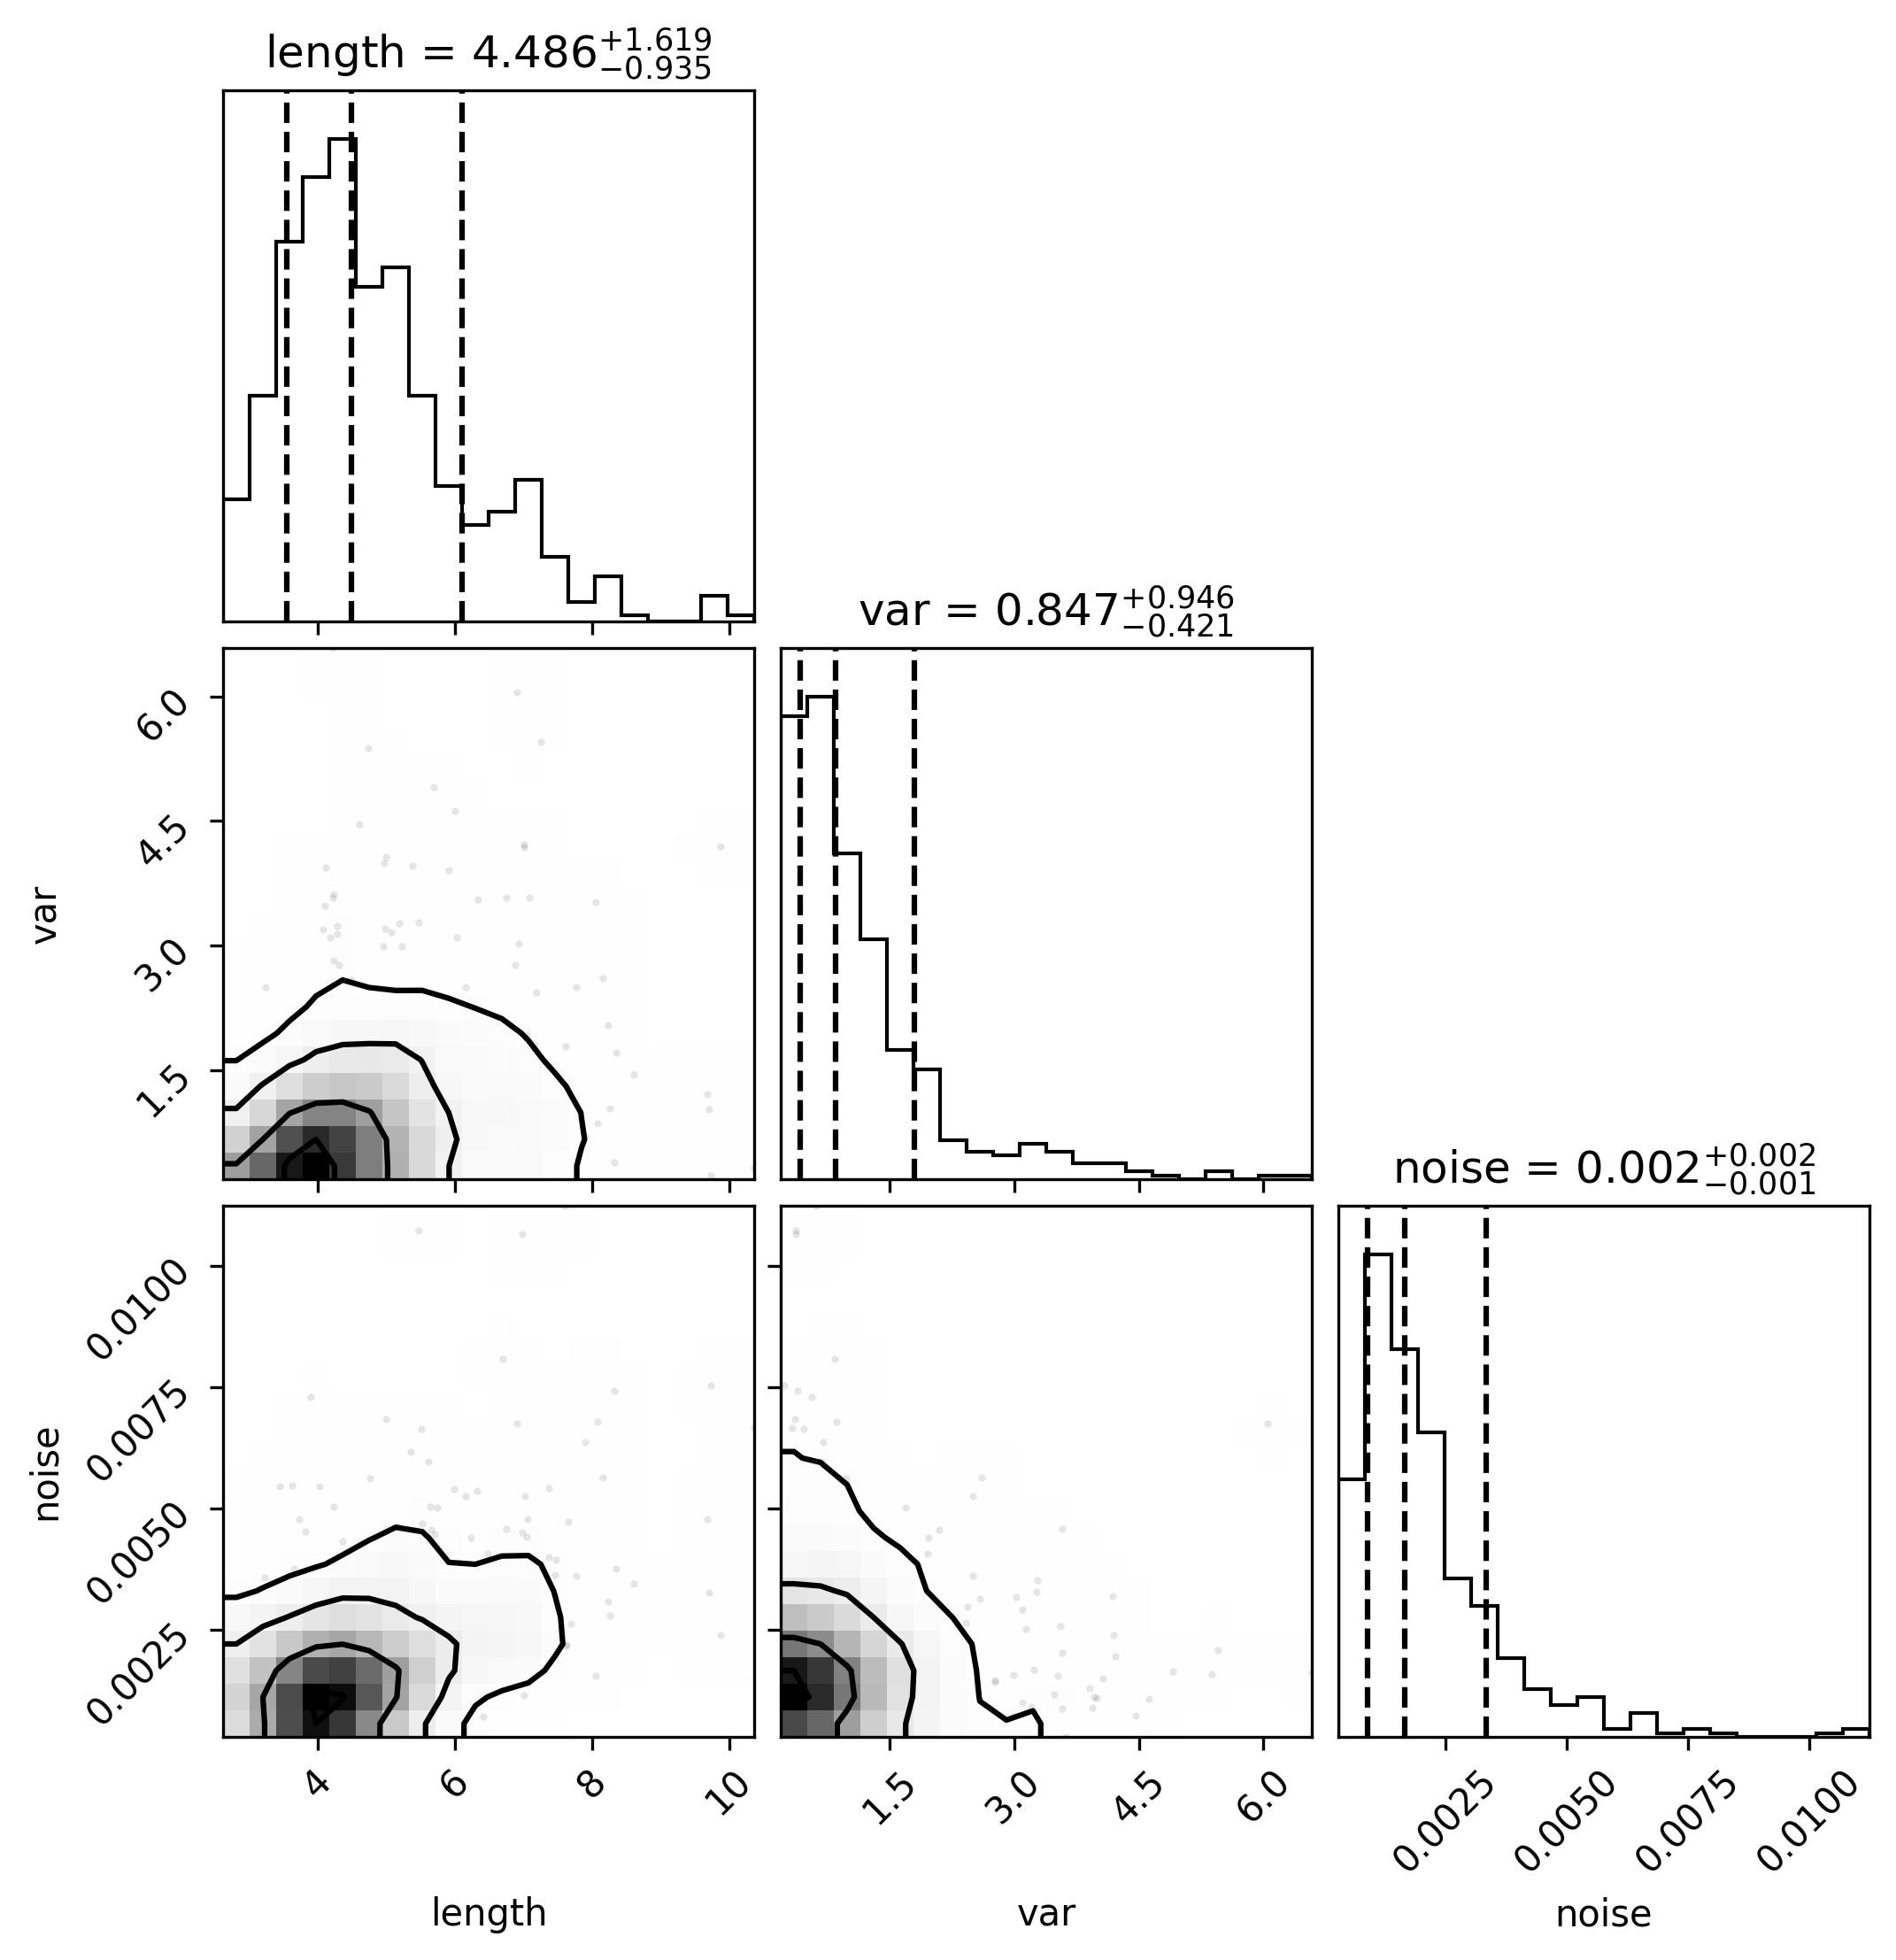 length = 4.486 +1.619 −0.935
var = 0.847 +0.946 −0.421
6.0
4.5
3.0
1.5
var
noise = 0.002 +0.002 −0.001
0.0100
0.0075
0.0050
0.0025
noise
4 6 8 10
1.5 3.0 4.5 6.0
0.0025 0.0050 0.0075 0.0100
length
var
noise